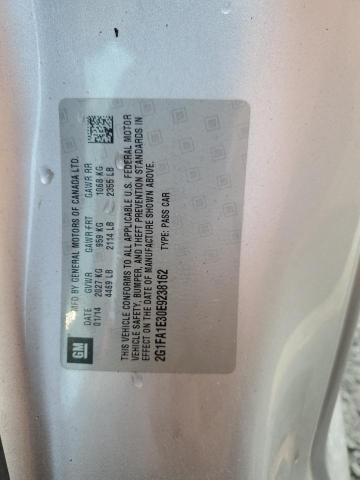 GM
MFD. BY GENERAL MOTORS OF CANADA LTD.
DATE GVWR GAWR FRT GAWR RR
01/14 2027 KG 959 KG 1068 KG
4469 LB 2114 LB 2355 LB
THIS VEHICLE CONFORMS TO ALL APPLICABLE U.S. FEDERAL MOTOR
VEHICLE SAFETY, BUMPER, AND THEFT PREVENTION STANDARDS IN
EFFECT ON THE DATE OF MANUFACTURE SHOWN ABOVE.
2G1FA1E30E9238162 TYPE: PASS CAR